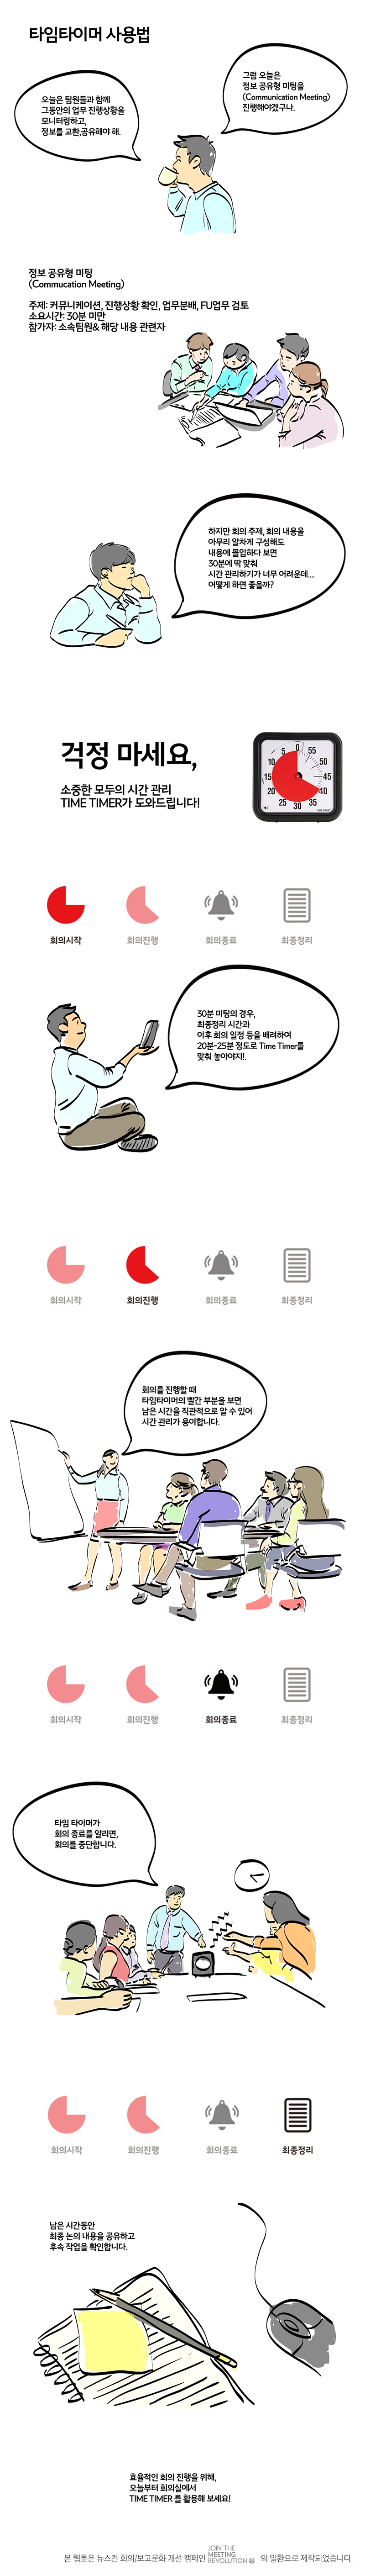 타임타이머 사용법
오늘은 팀원들과 함께
그동안의 업무 진행상황을
모니터링하고,
정보를 교환,공유해야 해.
그럼 오늘은
정보 공유형 미팅을
(Communication Meeting)
진행해야겠구나.
정보 공유형 미팅
(Commucation Meeting)
주제: 커뮤니케이션, 진행상황 확인, 업무분배, F/U업무 검토
소요시간: 30분 미만
참가자: 소속팀원& 해당 내용 관련자
하지만 회의 주제, 회의 내용을
아무리 알차게 구성해도
내용에 몰입하다 보면
30분에 딱 맞춰
시간 관리하기가 너무 어려운데....
어떻게 하면 좋을까?
걱정 마세요,
소중한 모두의 시간 관리
TIME TIMER가 도와드립니다!
0
55
50
45
40
35
30
25
20
15
10
5
회의시작
회의진행
회의종료
최종정리
30분 미팅의 경우,
최종정리 시간과
이후 회의 일정 등을 배려하여
20분~25분 정도로 Time Timer를
맞춰 놓아야지!.
회의시작
회의진행
회의종료
최종정리
회의를 진행할 때
타임타이머의 빨간 부분을 보면
남은 시간을 직관적으로 알 수 있어
시간 관리가 용이합니다.
회의시작
회의진행
회의종료
최종정리
타임 타이머가
회의 종료를 알리면,
회의를 중단합니다.
회의시작
회의진행
회의종료
최종정리
남은 시간동안
최종 논의 내용을 공유하고
후속 작업을 확인합니다.
효율적인 회의 진행을 위해,
오늘부터 회의실에서
TIME TIMER 를 활용해 보세요!
본 웹툰은 뉴스킨 회의/보고문화 개선 캠페인 JOIN THE MEETING REVOLUTION 의 일환으로 제작되었습니다.